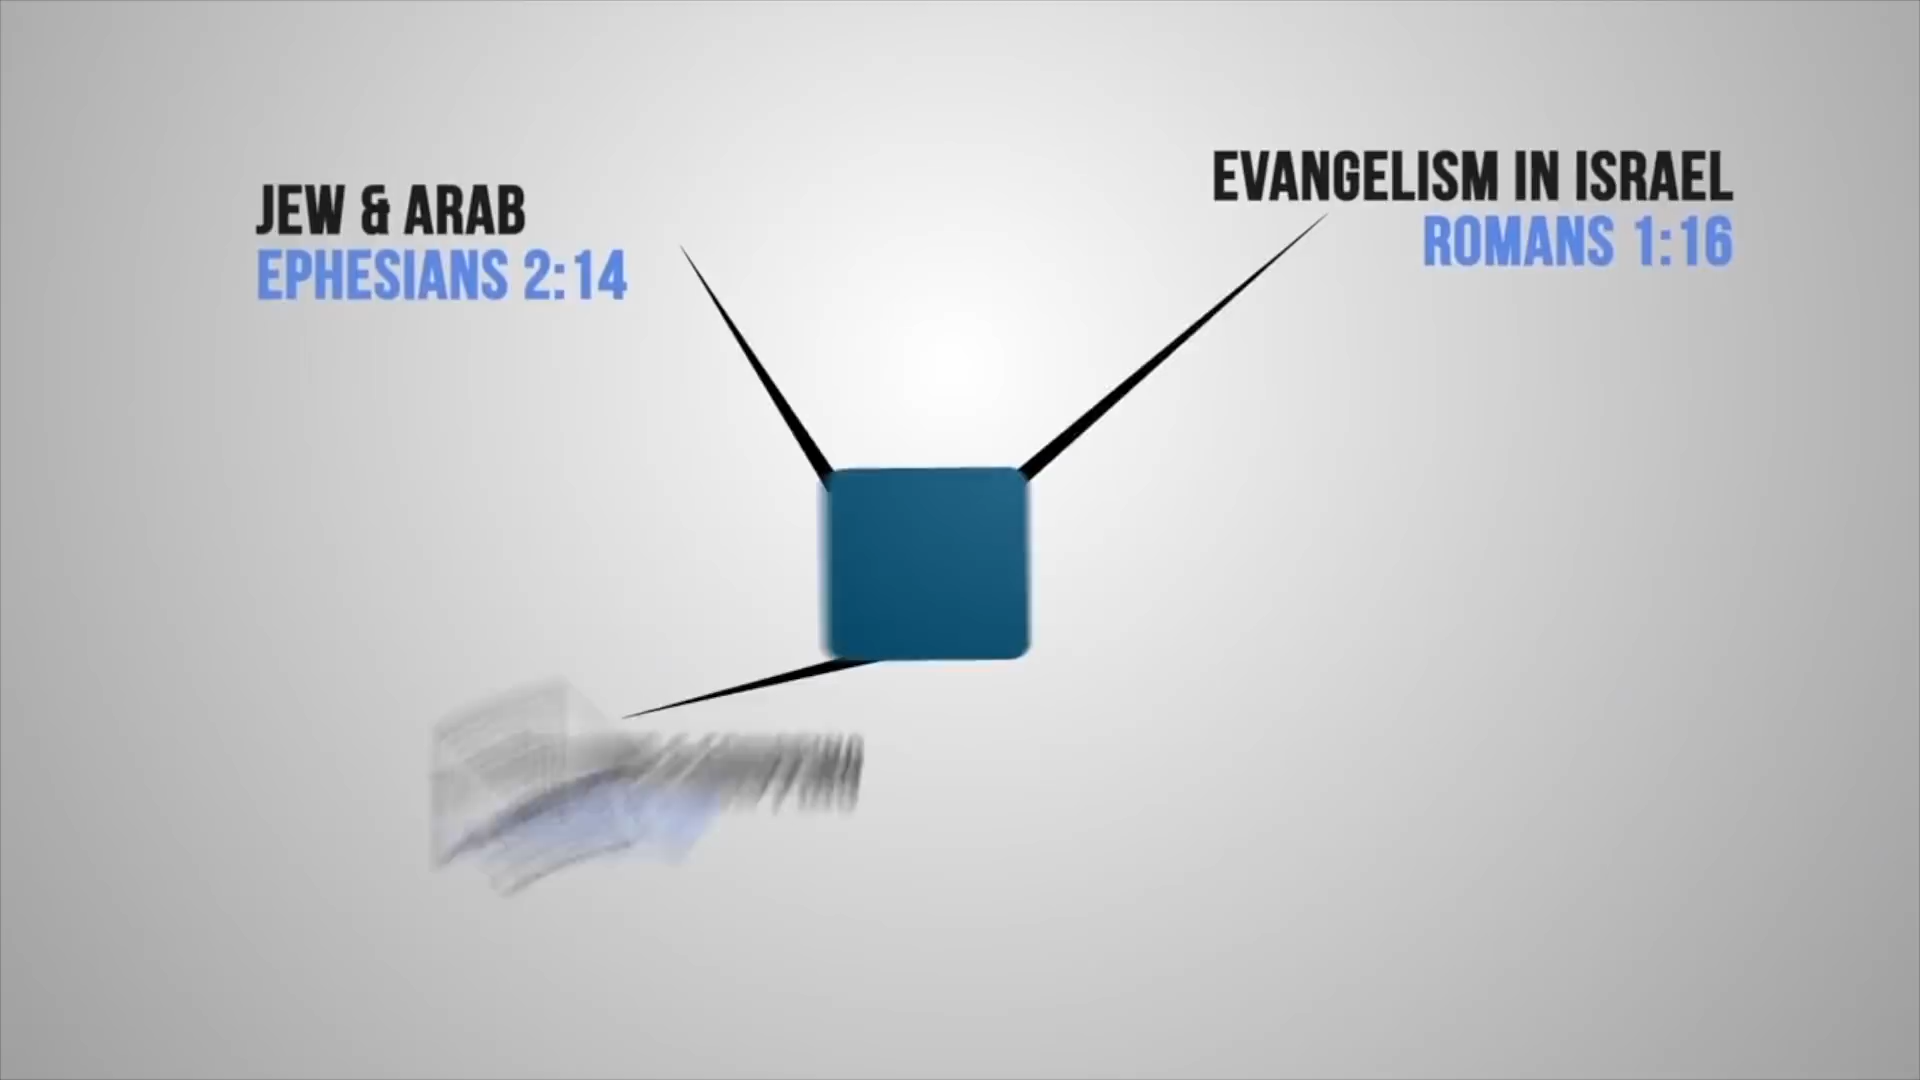 JEW & ARAB
EPHESIANS 2:14
EVANGELISM IN ISRAEL
ROMANS 1:16